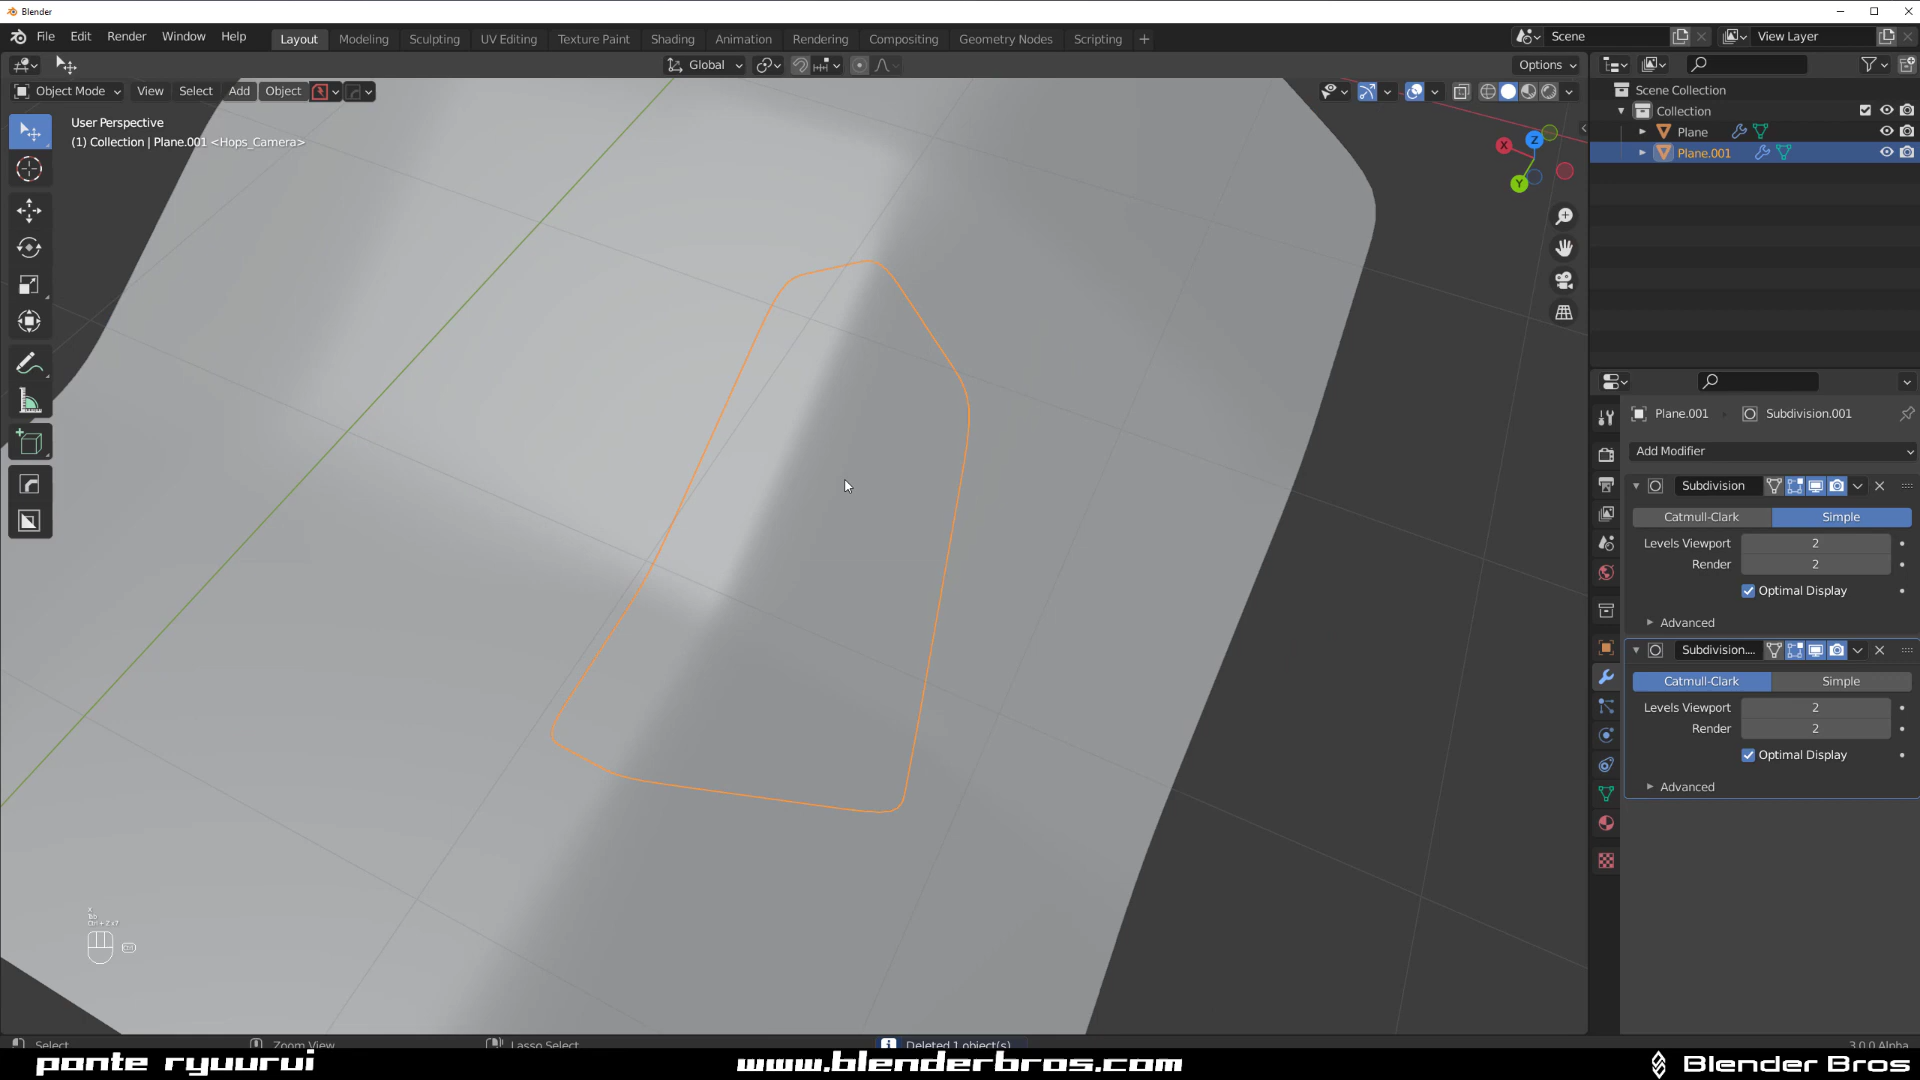 Blender
File Edit Render Window Help Layout Modeling Sculpting UV Editing Texture Paint Shading Animation Rendering Compositing Geometry Nodes Scripting + Scene View Layer
Global Options
Object Mode View Select Add Object
User Perspective
(1) Collection | Plane.001 <Hops_Camera>
Z
X
Y
Scene Collection
Collection
Plane
Plane.001
Plane.001 › Subdivision.001
Add Modifier
Subdivision
Catmull-Clark Simple
Levels Viewport 2
Render 2
Optimal Display
Advanced
Subdivision....
Catmull-Clark Simple
Levels Viewport 2
Render 2
Optimal Display
Advanced
X
Tab
Ctrl + Z x7
Select Zoom View Lasso Select Deleted 1 object(s) 3.0.0 Alpha
ponte ryuurui www.blenderbros.com Blender Bros